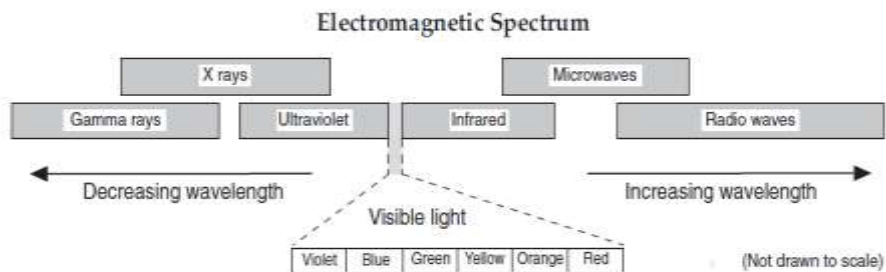 Electromagnetic Spectrum
X rays
Microwaves
Gamma rays
Ultraviolet
Infrared
Radio waves
Decreasing wavelength
Increasing wavelength
Visible light
Violet
Blue
Green
Yellow
Orange
Red
(Not drawn to scale)